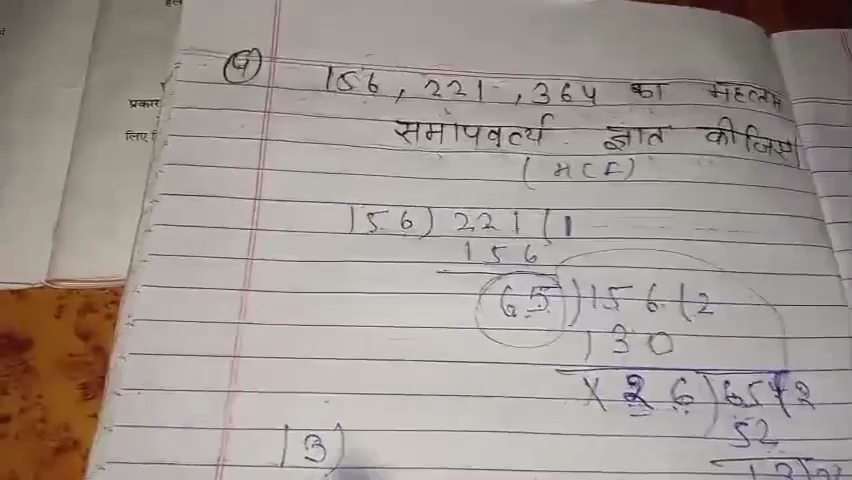 प्रकार
लिए
(4) 156, 221, 364 का महत्तम
समापवर्त्य ज्ञात कीजिए
(HCF)
156) 221 (1
156
65) 156 (2
130
x 26) 65 (2
52
13)